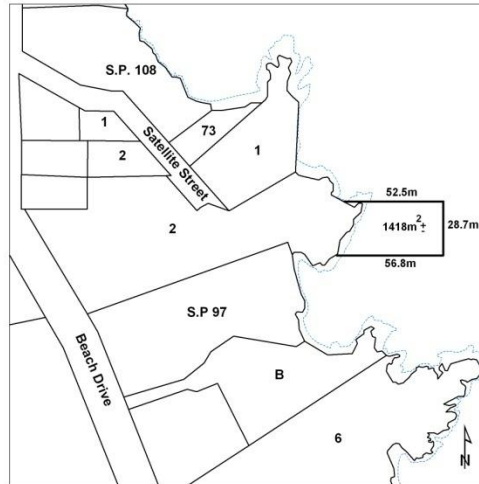 S.P. 108
73
1
1
Satellite Street
2
52.5m
1418m² ±
28.7m
2
56.8m
S.P 97
Beach Drive
B
6
N